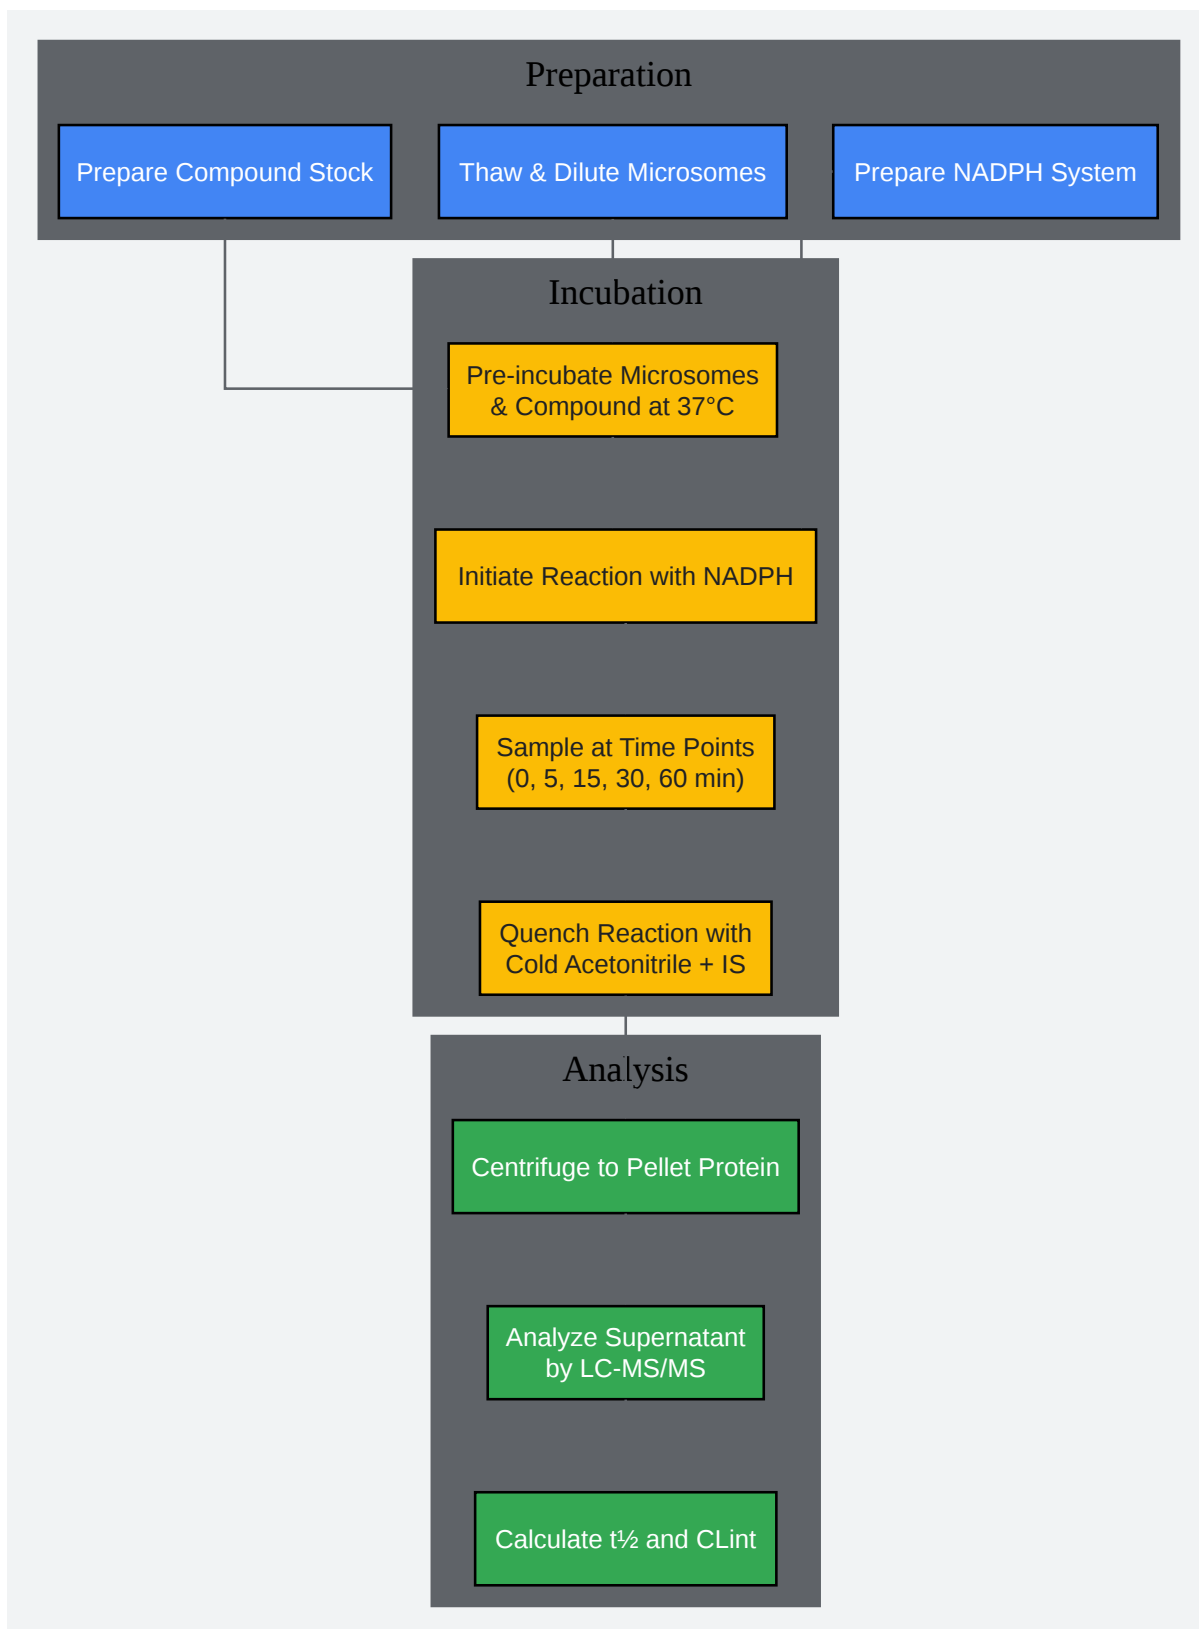 Preparation
Prepare Compound Stock
Thaw & Dilute Microsomes
Prepare NADPH System
Incubation
Pre-incubate Microsomes
& Compound at 37°C
Initiate Reaction with NADPH
Sample at Time Points
(0, 5, 15, 30, 60 min)
Quench Reaction with
Cold Acetonitrile + IS
Analysis
Centrifuge to Pellet Protein
Analyze Supernatant
by LC-MS/MS
Calculate t½ and CLint